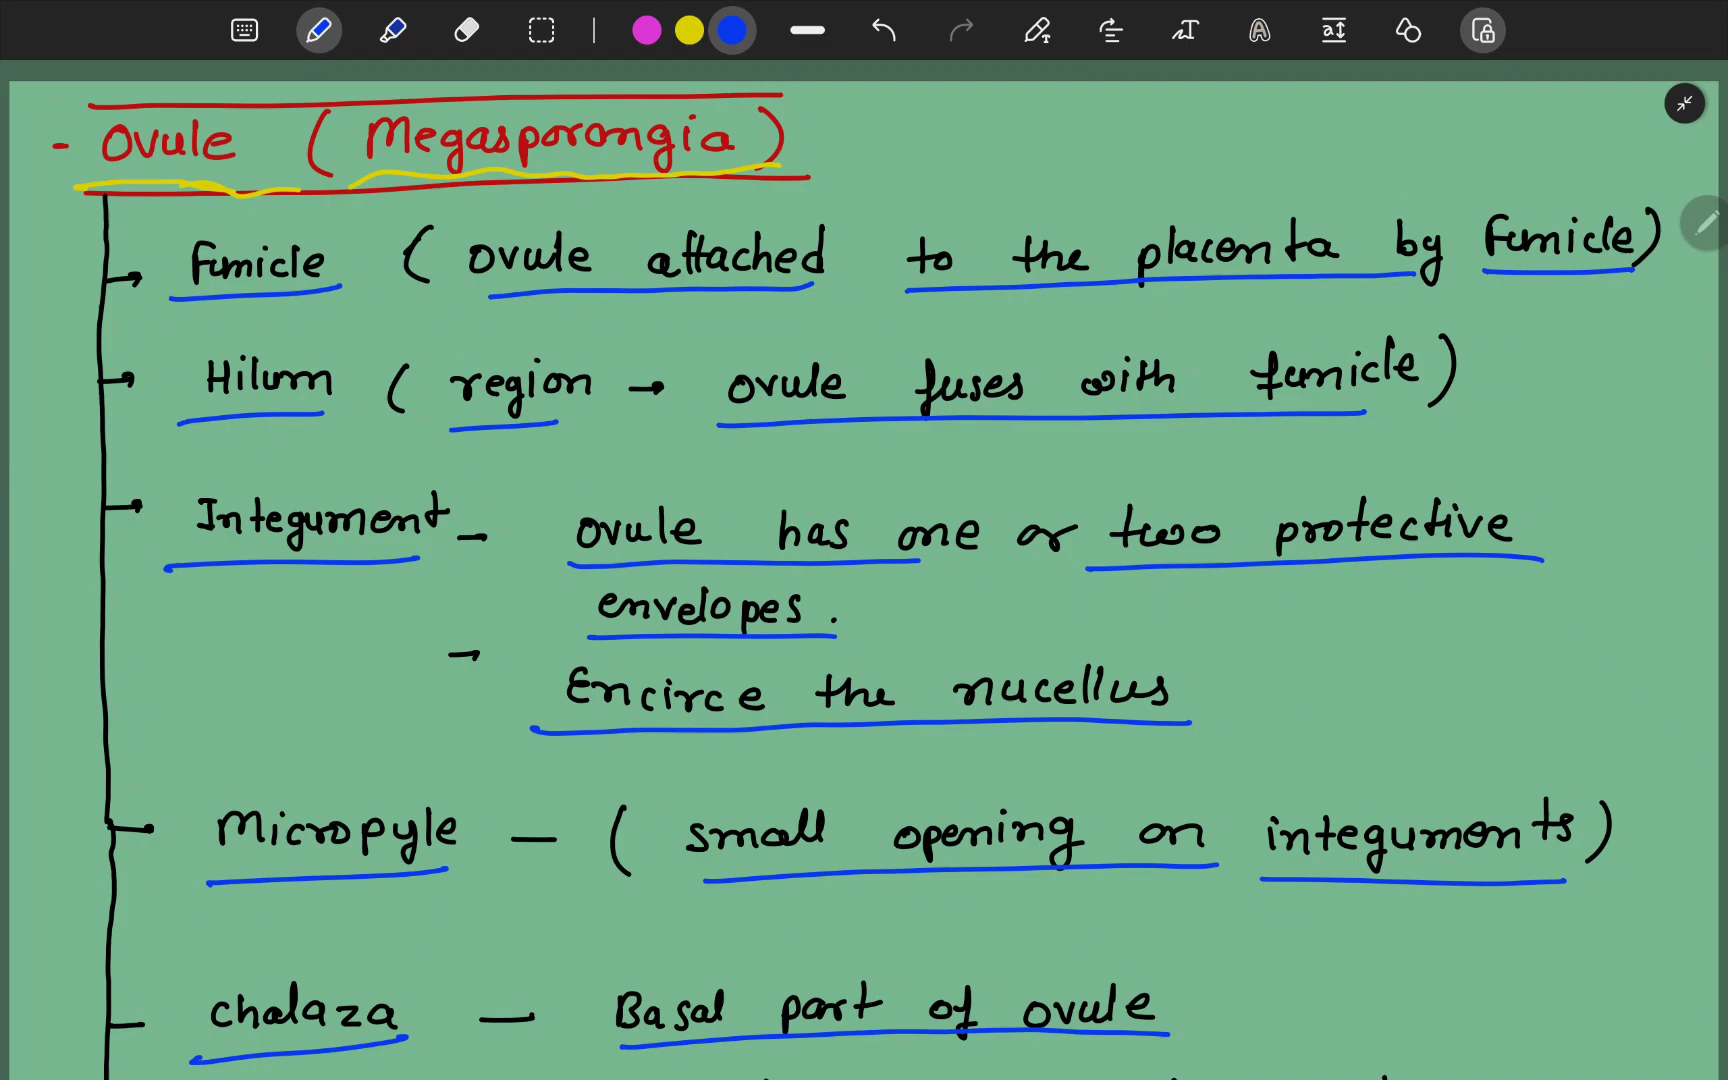 - Ovule ( Megasporangia )
Funicle ( ovule attached to the placenta by Funicle )
Hilum ( region → ovule fuses with funicle )
Integument - ovule has one or two protective
envelopes.
→ Encirce the nucellus
Micropyle — ( small opening on integuments )
chalaza — Basal part of ovule